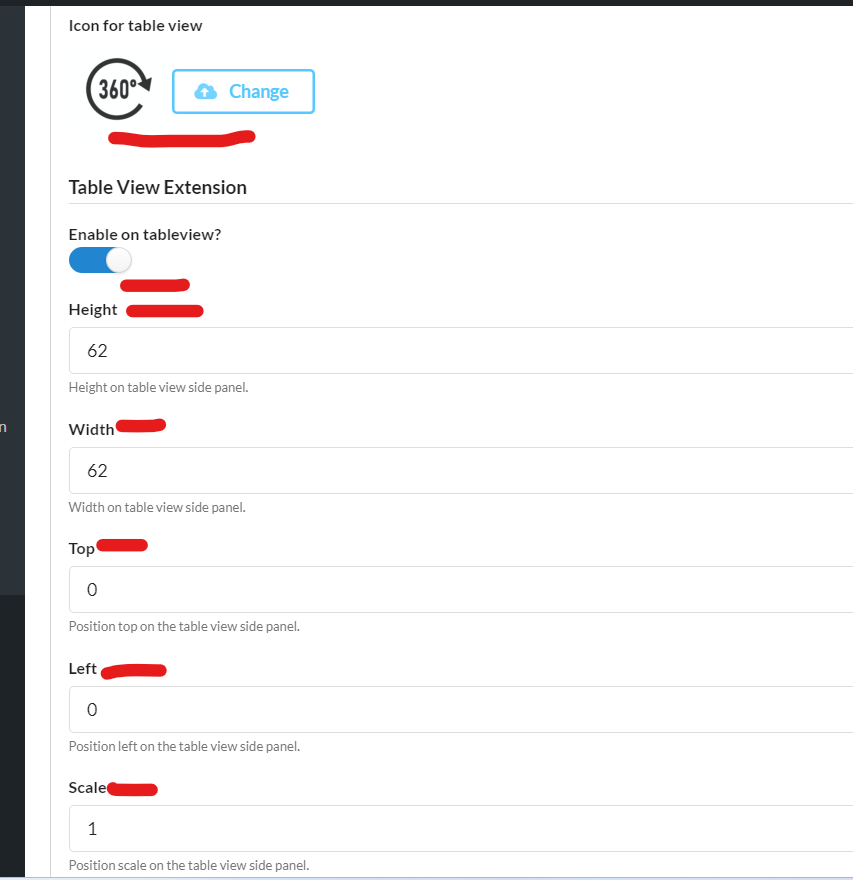 Icon for table view
360°
Change
Table View Extension
Enable on tableview?
Height
62
Height on table view side panel.
n
Width
62
Width on table view side panel.
Top
0
Position top on the table view side panel.
Left
0
Position left on the table view side panel.
Scale
1
Position scale on the table view side panel.